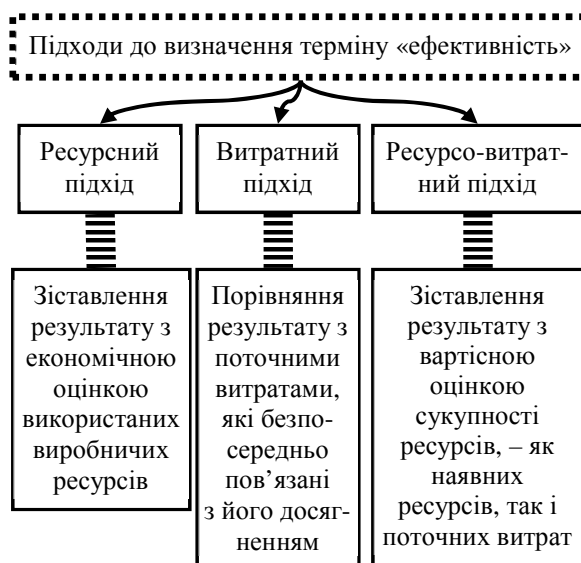 Підходи до визначення терміну «ефективність»
Ресурсний
підхід
Витратний
підхід
Ресурсо-витрат-
ний підхід
Зіставлення
результату з
економічною
оцінкою
використаних
виробничих
ресурсів
Порівняння
результату з
поточними
витратами,
які безпо-
середньо
пов’язані
з його досяг-
ненням
Зіставлення
результату з
вартісною
оцінкою
сукупності
ресурсів, – як
наявних
ресурсів, так і
поточних витрат